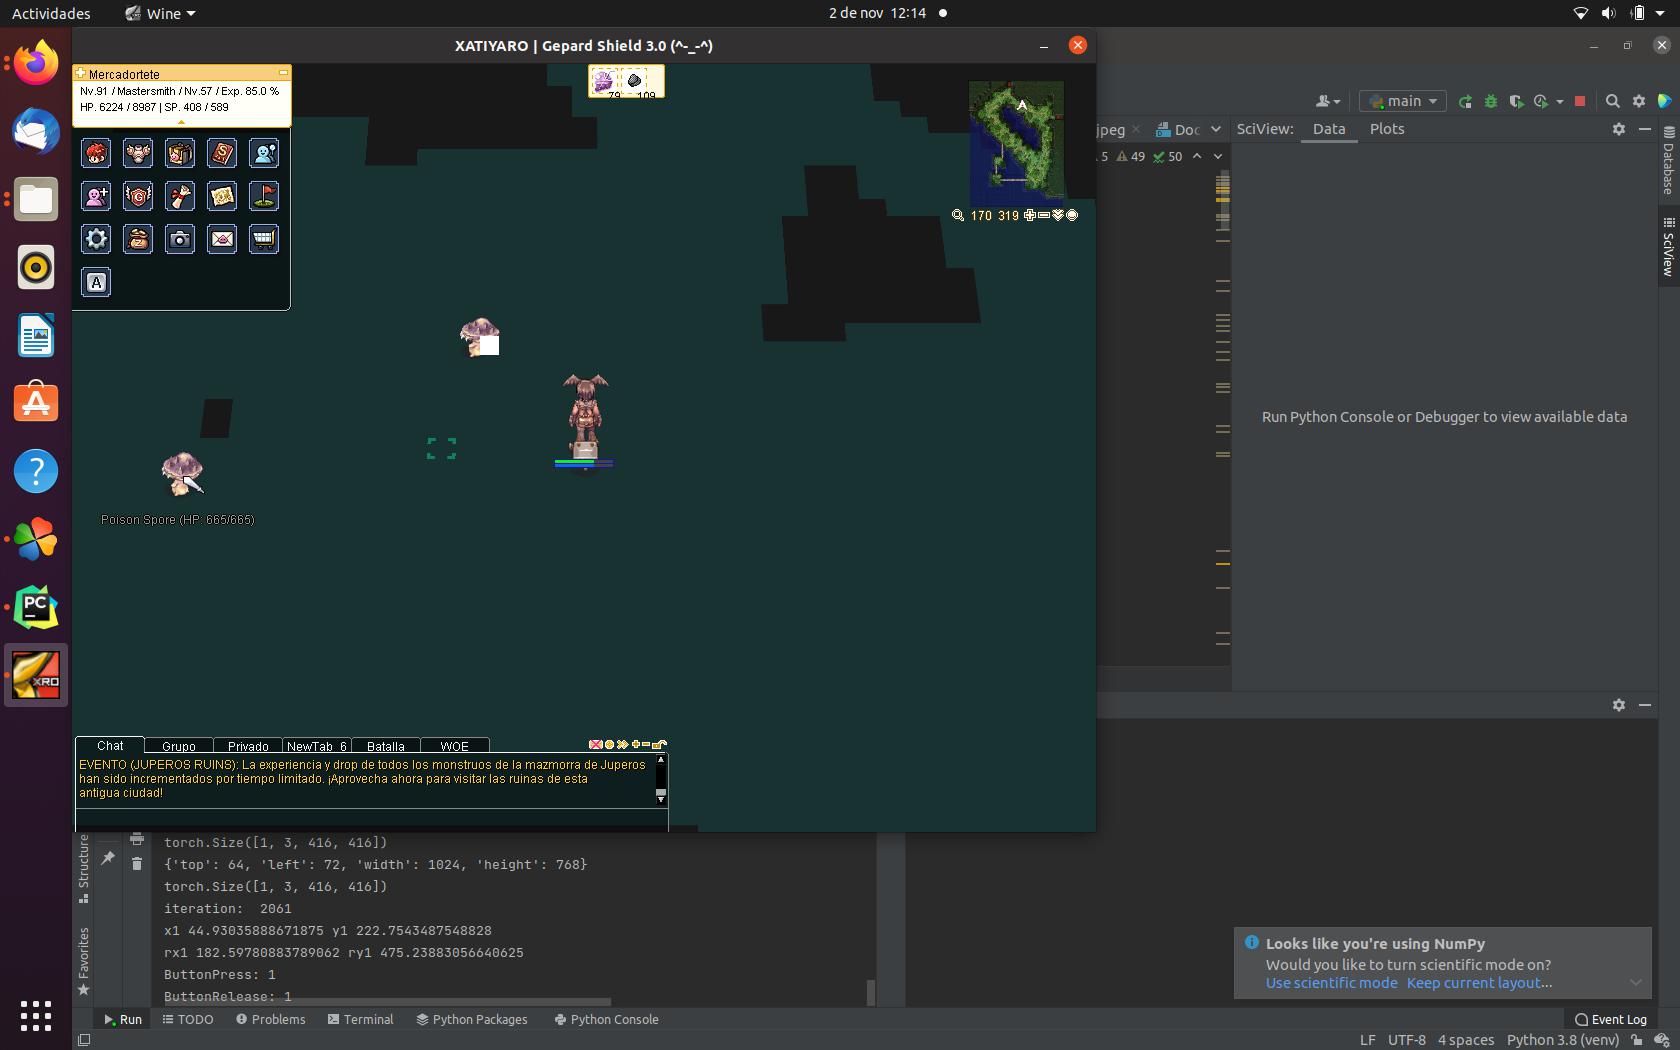 Actividades
Wine
2 de nov 12:14
XATIYARO | Gepard Shield 3.0 (^-_-^)
Mercadortete
Nv.91 / Mastersmith / Nv.57 / Exp. 85.0 %
HP. 6224 / 8987 | SP. 408 / 589
79
109
A
170 319
Poison Spore (HP: 665/665)
Chat
Grupo
Privado
NewTab_6
Batalla
WOE
EVENTO (JUPEROS RUINS): La experiencia y drop de todos los monstruos de la mazmorra de Juperos
han sido incrementados por tiempo limitado. ¡Aprovecha ahora para visitar las ruinas de esta
antigua ciudad!
main
jpeg
Doc
SciView:
Data
Plots
5
49
50
Database
SciView
Run Python Console or Debugger to view available data
PC
XRO
Structure
Favorites
torch.Size([1, 3, 416, 416])
{'top': 64, 'left': 72, 'width': 1024, 'height': 768}
torch.Size([1, 3, 416, 416])
iteration:  2061
x1 44.93035888671875 y1 222.7543487548828
rx1 182.59780883789062 ry1 475.23883056640625
ButtonPress: 1
ButtonRelease: 1
Looks like you're using NumPy
Would you like to turn scientific mode on?
Use scientific mode Keep current layout...
Run
TODO
Problems
Terminal
Python Packages
Python Console
Event Log
LF UTF-8 4 spaces Python 3.8 (venv)